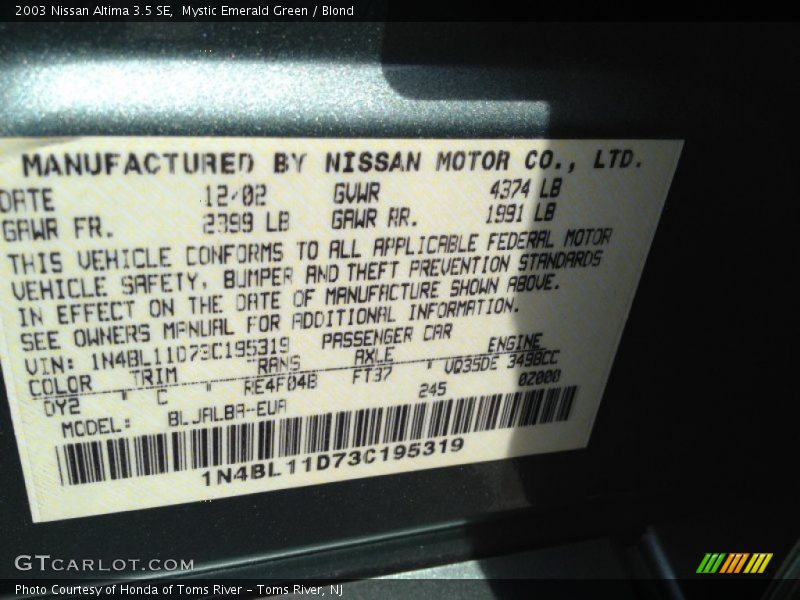 2003 Nissan Altima 3.5 SE, Mystic Emerald Green / Blond
MANUFACTURED BY NISSAN MOTOR CO., LTD.
DATE 12/02 GVWR 4374 LB
GAWR FR. 2399 LB GAWR RR. 1991 LB
THIS VEHICLE CONFORMS TO ALL APPLICABLE FEDERAL MOTOR
VEHICLE SAFETY, BUMPER AND THEFT PREVENTION STANDARDS
IN EFFECT ON THE DATE OF MANUFACTURE SHOWN ABOVE.
SEE OWNERS MANUAL FOR ADDITIONAL INFORMATION.
VIN: 1N4BL11D73C195319 PASSENGER CAR
COLOR TRIM TRANS AXLE ENGINE
DY2 C RE4F04B FT37 VQ35DE 3498CC
MODEL: BLJALBA-EUA 245 0Z000
1N4BL11D73C195319
GTCARLOT.COM
Photo Courtesy of Honda of Toms River - Toms River, NJ